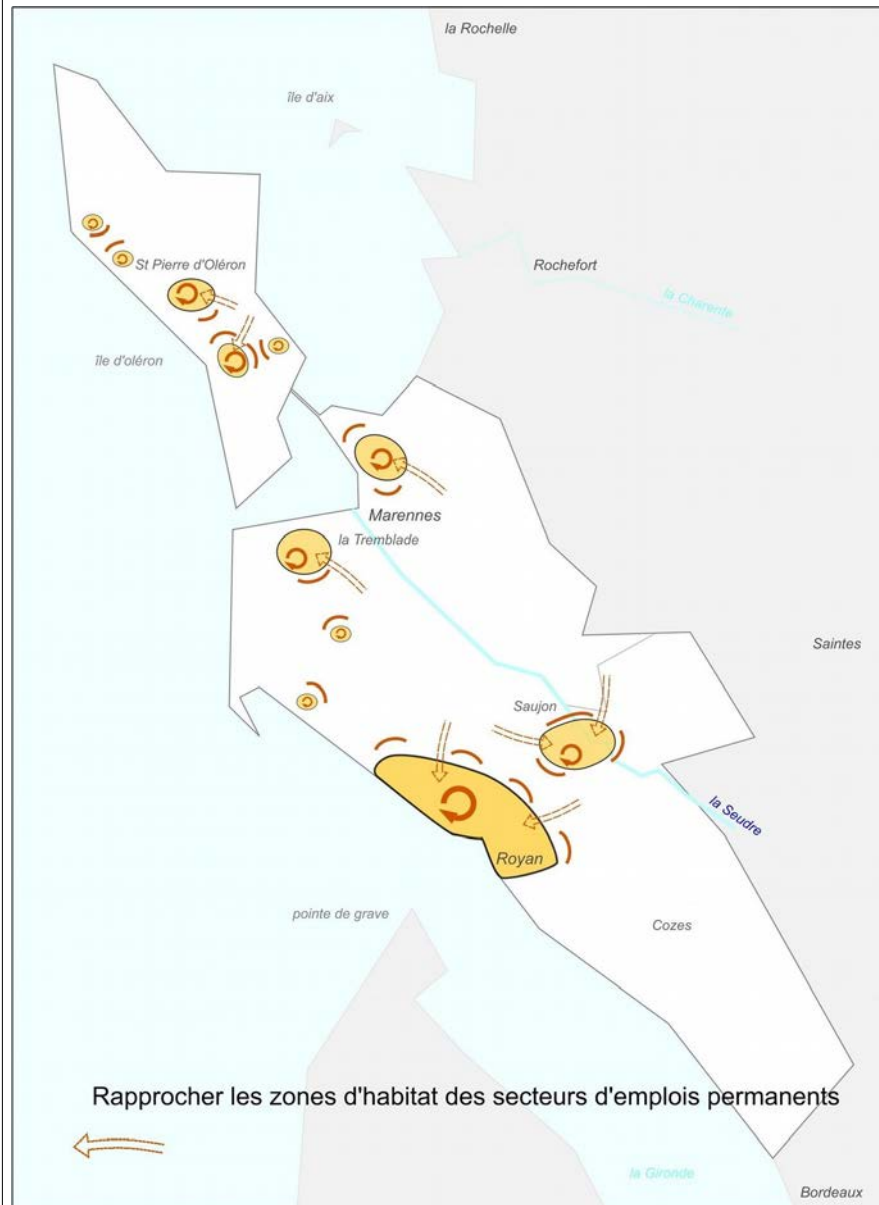 la Rochelle
île d'aix
St Pierre d'Oléron
Rochefort
la Charente
île d'oléron
Marennes
la Tremblade
Saintes
Saujon
la Seudre
Royan
pointe de grave
Cozes
Rapprocher les zones d'habitat des secteurs d'emplois permanents
la Gironde
Bordeaux